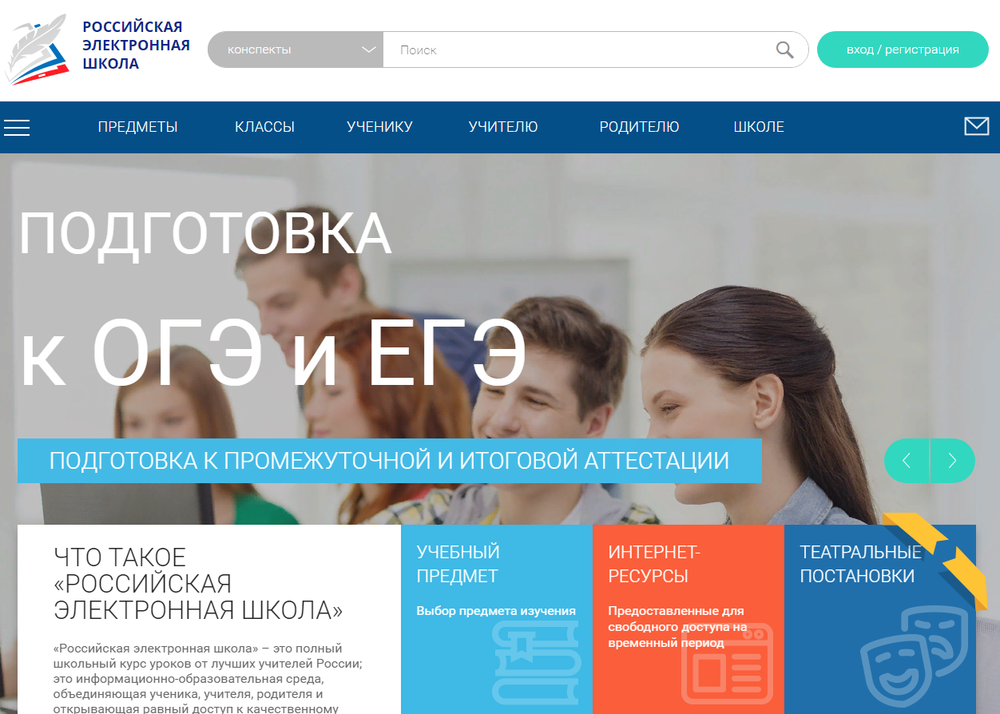 РОССИЙСКАЯ
ЭЛЕКТРОННАЯ
ШКОЛА
конспекты
Поиск
вход / регистрация
ПРЕДМЕТЫ КЛАССЫ УЧЕНИКУ УЧИТЕЛЮ РОДИТЕЛЮ ШКОЛЕ
ПОДГОТОВКА
к ОГЭ и ЕГЭ
ПОДГОТОВКА К ПРОМЕЖУТОЧНОЙ И ИТОГОВОЙ АТТЕСТАЦИИ
ЧТО ТАКОЕ
«РОССИЙСКАЯ
ЭЛЕКТРОННАЯ ШКОЛА»
«Российская электронная школа» – это полный
школьный курс уроков от лучших учителей России;
это информационно-образовательная среда,
объединяющая ученика, учителя, родителя и
открывающая равный доступ к качественному
УЧЕБНЫЙ
ПРЕДМЕТ
Выбор предмета изучения
ИНТЕРНЕТ-
РЕСУРСЫ
Предоставленные для
свободного доступа на
временный период
ТЕАТРАЛЬНЫЕ
ПОСТАНОВКИ